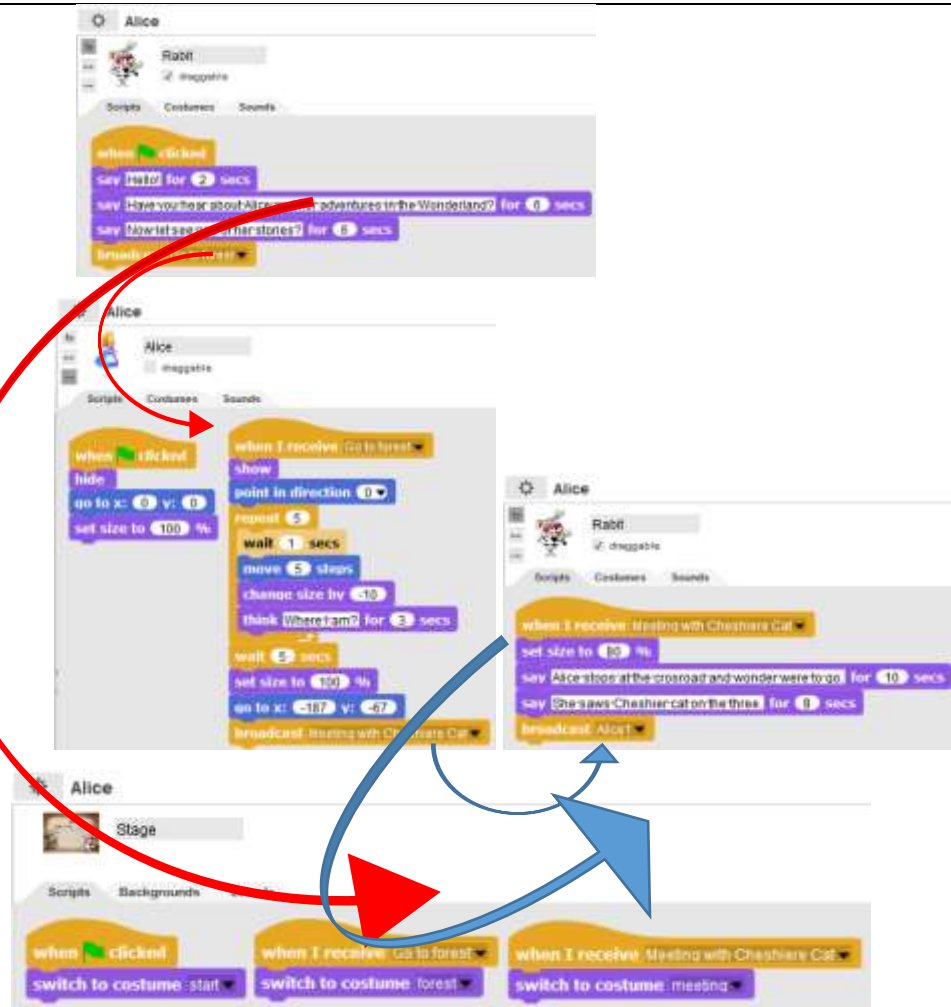 Alice
Rabit
draggable
Scripts Costumes Sounds
when clicked
say Hello! for 2 secs
say Have you hear about Alice adventures in the Wonderland? for 6 secs
say Now let see her stories? for 6 secs
Alice
Alice
draggable
Scripts Costumes Sounds
when clicked
hide
go to x: 0 y: 0
set size to 100 %
when I receive Go to forest
show
point in direction 0
repeat 5
wait 1 secs
move 5 steps
change size by -10
think Where I am? for 3 secs
wait 5 secs
set size to 100 %
go to x: -187 y: -67
broadcast Meeting with Cheshiere Cat
Alice
Rabit
draggable
Scripts Costumes Sounds
when I receive Meeting with Cheshiere Cat
set size to 80 %
say Alice stops at the crosroad and wonder were to go. for 10 secs
say She saws Cheshier cat on the three. for 8 secs
broadcast Alice1
Alice
Stage
Scripts Backgrounds
when clicked
switch to costume start
when I receive Go to forest
switch to costume forest
when I receive Meeting with Cheshiere Cat
switch to costume meeting